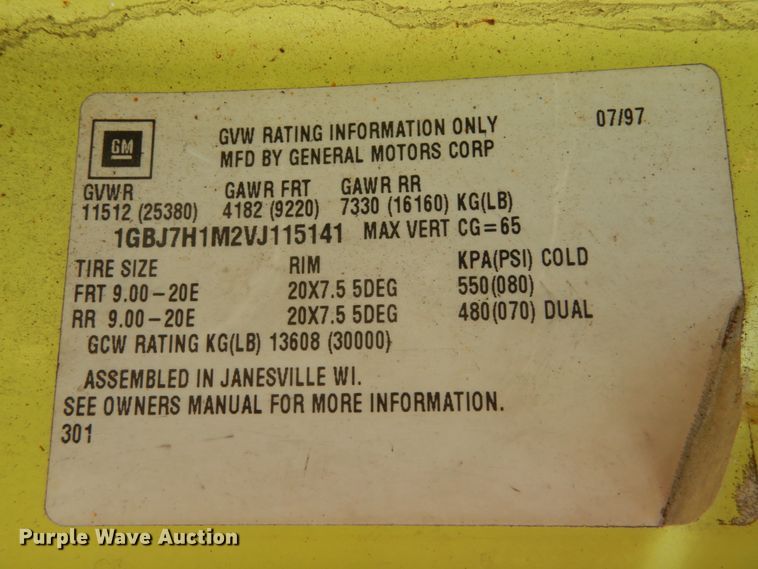 GM
GVW RATING INFORMATION ONLY 07/97
MFD BY GENERAL MOTORS CORP
GVWR GAWR FRT GAWR RR
11512 (25380) 4182 (9220) 7330 (16160) KG(LB)
1GBJ7H1M2VJ115141 MAX VERT CG=65
TIRE SIZE RIM KPA(PSI) COLD
FRT 9.00-20E 20X7.5 5DEG 550(080)
RR 9.00-20E 20X7.5 5DEG 480(070) DUAL
GCW RATING KG(LB) 13608 (30000)
ASSEMBLED IN JANESVILLE WI.
SEE OWNERS MANUAL FOR MORE INFORMATION.
301
Purple Wave Auction